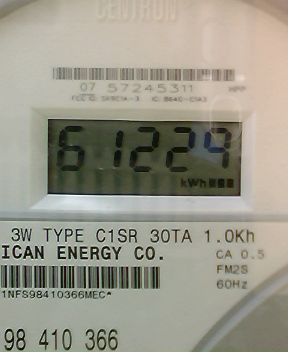 CENTRON
07 57245311
61229
kWh
3W TYPE C1SR 30TA 1.0Kh
ICAN ENERGY CO.
CA 0.5
FM2S
60Hz
1NFS98410366MEC*
98 410 366